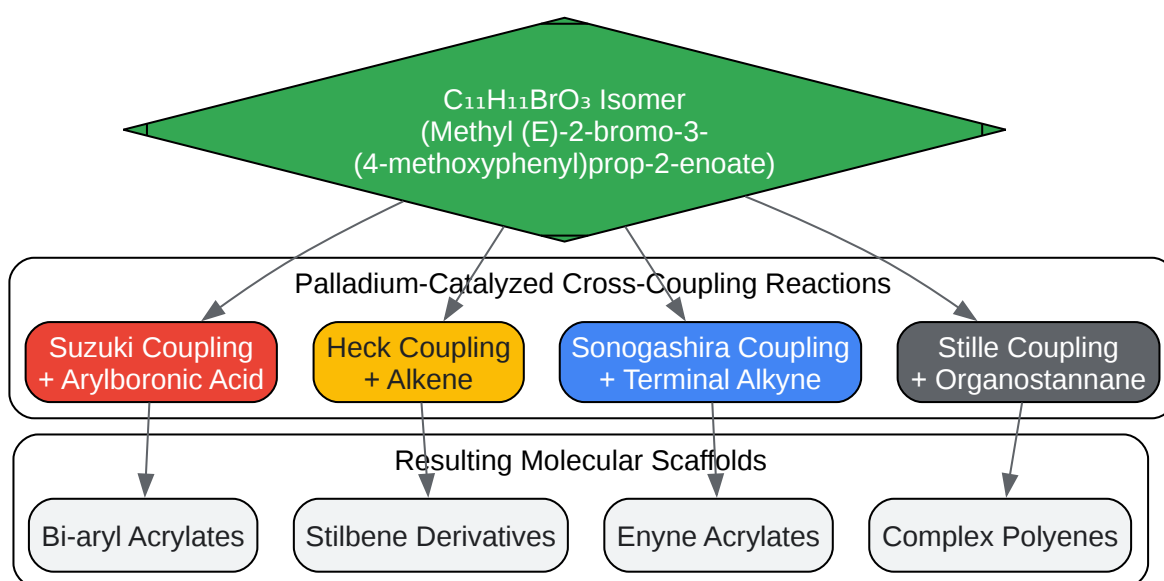 C₁₁H₁₁BrO₃ Isomer
(Methyl (E)-2-bromo-3-
(4-methoxyphenyl)prop-2-enoate)
Palladium-Catalyzed Cross-Coupling Reactions
Suzuki Coupling
+ Arylboronic Acid
Heck Coupling
+ Alkene
Sonogashira Coupling
+ Terminal Alkyne
Stille Coupling
+ Organostannane
Resulting Molecular Scaffolds
Bi-aryl Acrylates
Stilbene Derivatives
Enyne Acrylates
Complex Polyenes